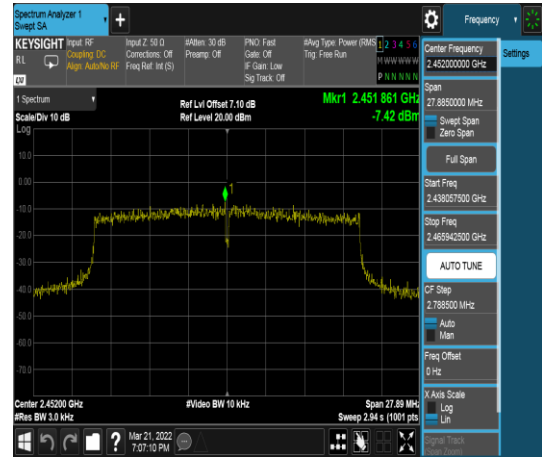 Spectrum Analyzer 1
Swept SA
+
Frequency
KEYSIGHT
RL
LXI
Input: RF
Coupling: DC
Align: Auto/No RF
Input Z: 50 Ω
Corrections: Off
Freq Ref: Int (S)
#Atten: 30 dB
Preamp: Off
PNO: Fast
Gate: Off
IF Gain: Low
Sig Track: Off
#Avg Type: Power (RMS
Trig: Free Run
1 2 3 4 5 6
M W W W W W
P N N N N N
Center Frequency
2.452000000 GHz
Settings
Span
27.8850000 MHz
Swept Span
Zero Span
Full Span
Start Freq
2.438057500 GHz
Stop Freq
2.465942500 GHz
AUTO TUNE
CF Step
2.788500 MHz
Auto
Man
Freq Offset
0 Hz
X Axis Scale
Log
Lin
Signal Track
(Span Zoom)
1 Spectrum
Scale/Div 10 dB
Log
Ref Lvl Offset 7.10 dB
Ref Level 20.00 dBm
Mkr1 2.451 861 GHz
-7.42 dBm
10.0
0.00
-10.0
-20.0
-30.0
-40.0
-50.0
-70.0
1
Center 2.45200 GHz
#Res BW 3.0 kHz
#Video BW 10 kHz
Span 27.89 MHz
Sweep 2.94 s (1001 pts)
?
Mar 21, 2022
7:07:10 PM